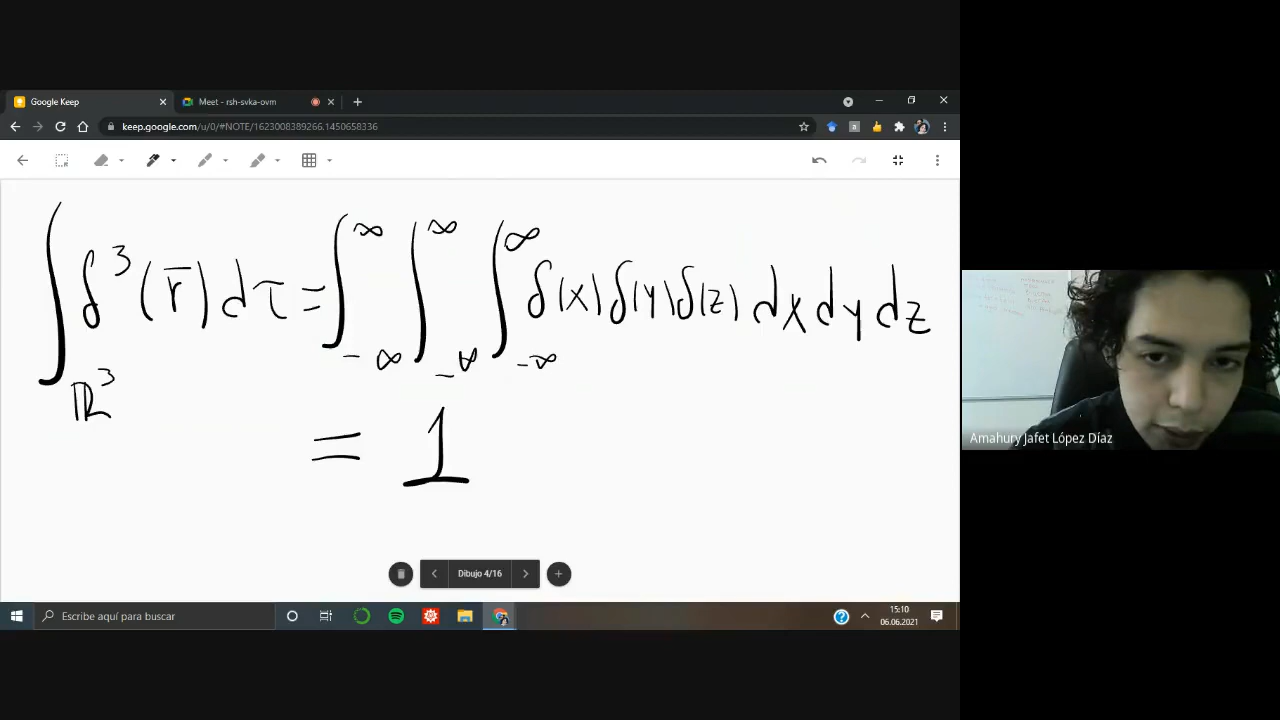 Google Keep
Meet - rsh-svka-ovm
keep.google.com/u/0/#NOTE/1623008389266.1450658336
∫_{ℝ³} δ³(r̄) dτ = ∫_{-∞}^{∞} ∫_{-∞}^{∞} ∫_{-∞}^{∞} δ(x) δ(y) δ(z) dx dy dz
= 1
Amahury Jafet López Díaz
Dibujo 4/16
Escribe aquí para buscar
15:10
06.06.2021